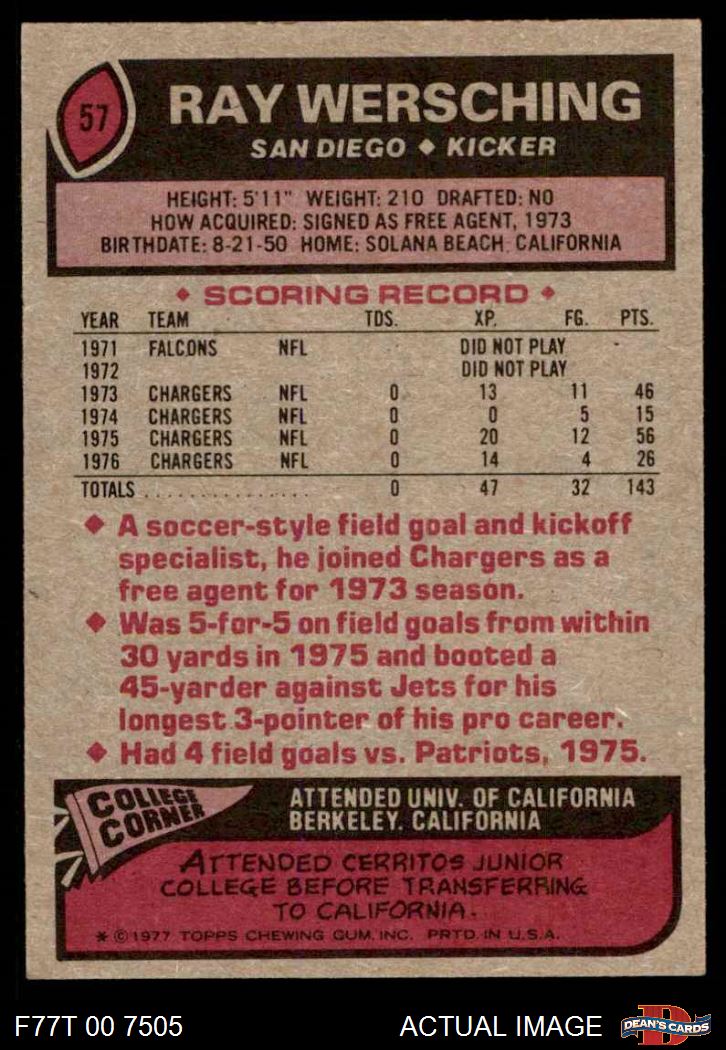 57
RAY WERSCHING
SAN DIEGO ◆ KICKER
HEIGHT: 5'11" WEIGHT: 210 DRAFTED: NO
HOW ACQUIRED: SIGNED AS FREE AGENT, 1973
BIRTHDATE: 8-21-50 HOME: SOLANA BEACH, CALIFORNIA
◆ SCORING RECORD ◆
YEAR TEAM TDS. XP. FG. PTS.
1971 FALCONS NFL DID NOT PLAY
1972 DID NOT PLAY
1973 CHARGERS NFL 0 13 11 46
1974 CHARGERS NFL 0 0 5 15
1975 CHARGERS NFL 0 20 12 56
1976 CHARGERS NFL 0 14 4 26
TOTALS ................ 0 47 32 143
◆ A soccer-style field goal and kickoff
specialist, he joined Chargers as a
free agent for 1973 season.
◆ Was 5-for-5 on field goals from within
30 yards in 1975 and booted a
45-yarder against Jets for his
longest 3-pointer of his pro career.
◆ Had 4 field goals vs. Patriots, 1975.
COLLEGE
CORNER
ATTENDED UNIV. OF CALIFORNIA
BERKELEY, CALIFORNIA
ATTENDED CERRITOS JUNIOR
COLLEGE BEFORE TRANSFERRING
TO CALIFORNIA.
* © 1977 TOPPS CHEWING GUM, INC. PRTD. IN U.S.A.
F77T 00 7505 ACTUAL IMAGE
D
DEAN'S CARDS